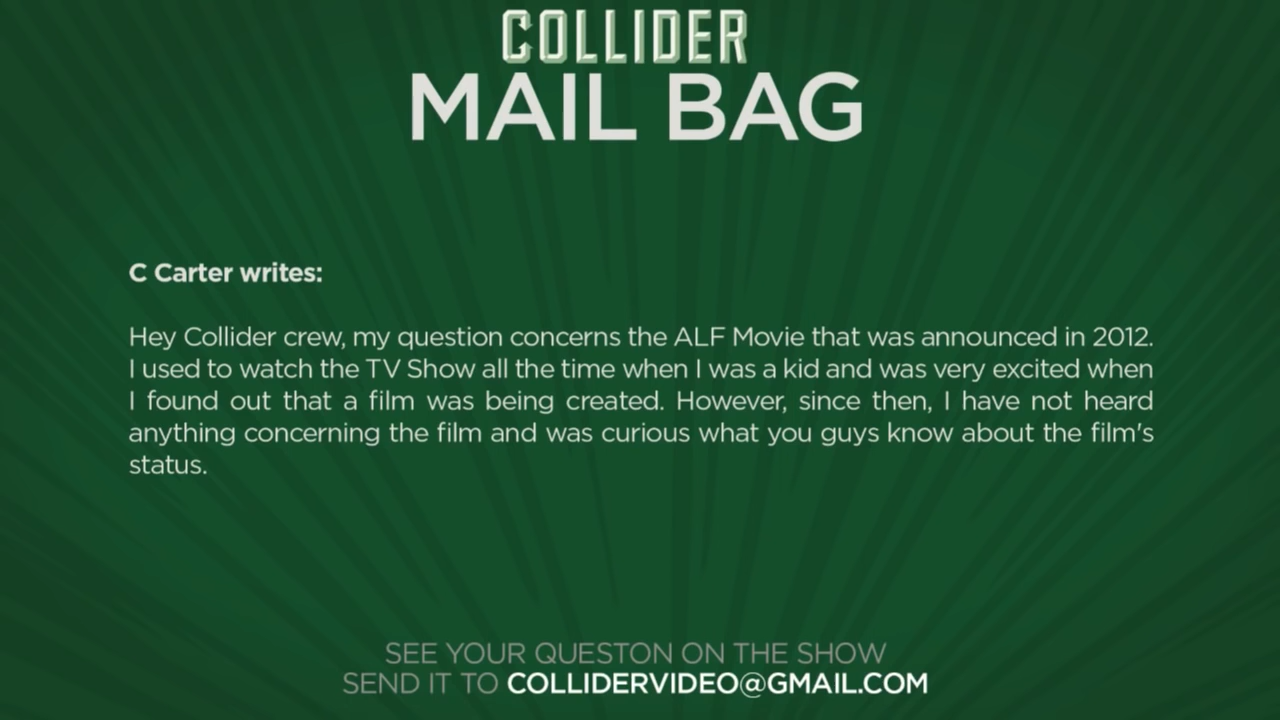 COLLIDER
MAIL BAG
C Carter writes:
Hey Collider crew, my question concerns the ALF Movie that was announced in 2012.
I used to watch the TV Show all the time when I was a kid and was very excited when
I found out that a film was being created. However, since then, I have not heard
anything concerning the film and was curious what you guys know about the film's
status.
SEE YOUR QUESTON ON THE SHOW
SEND IT TO COLLIDERVIDEO@GMAIL.COM